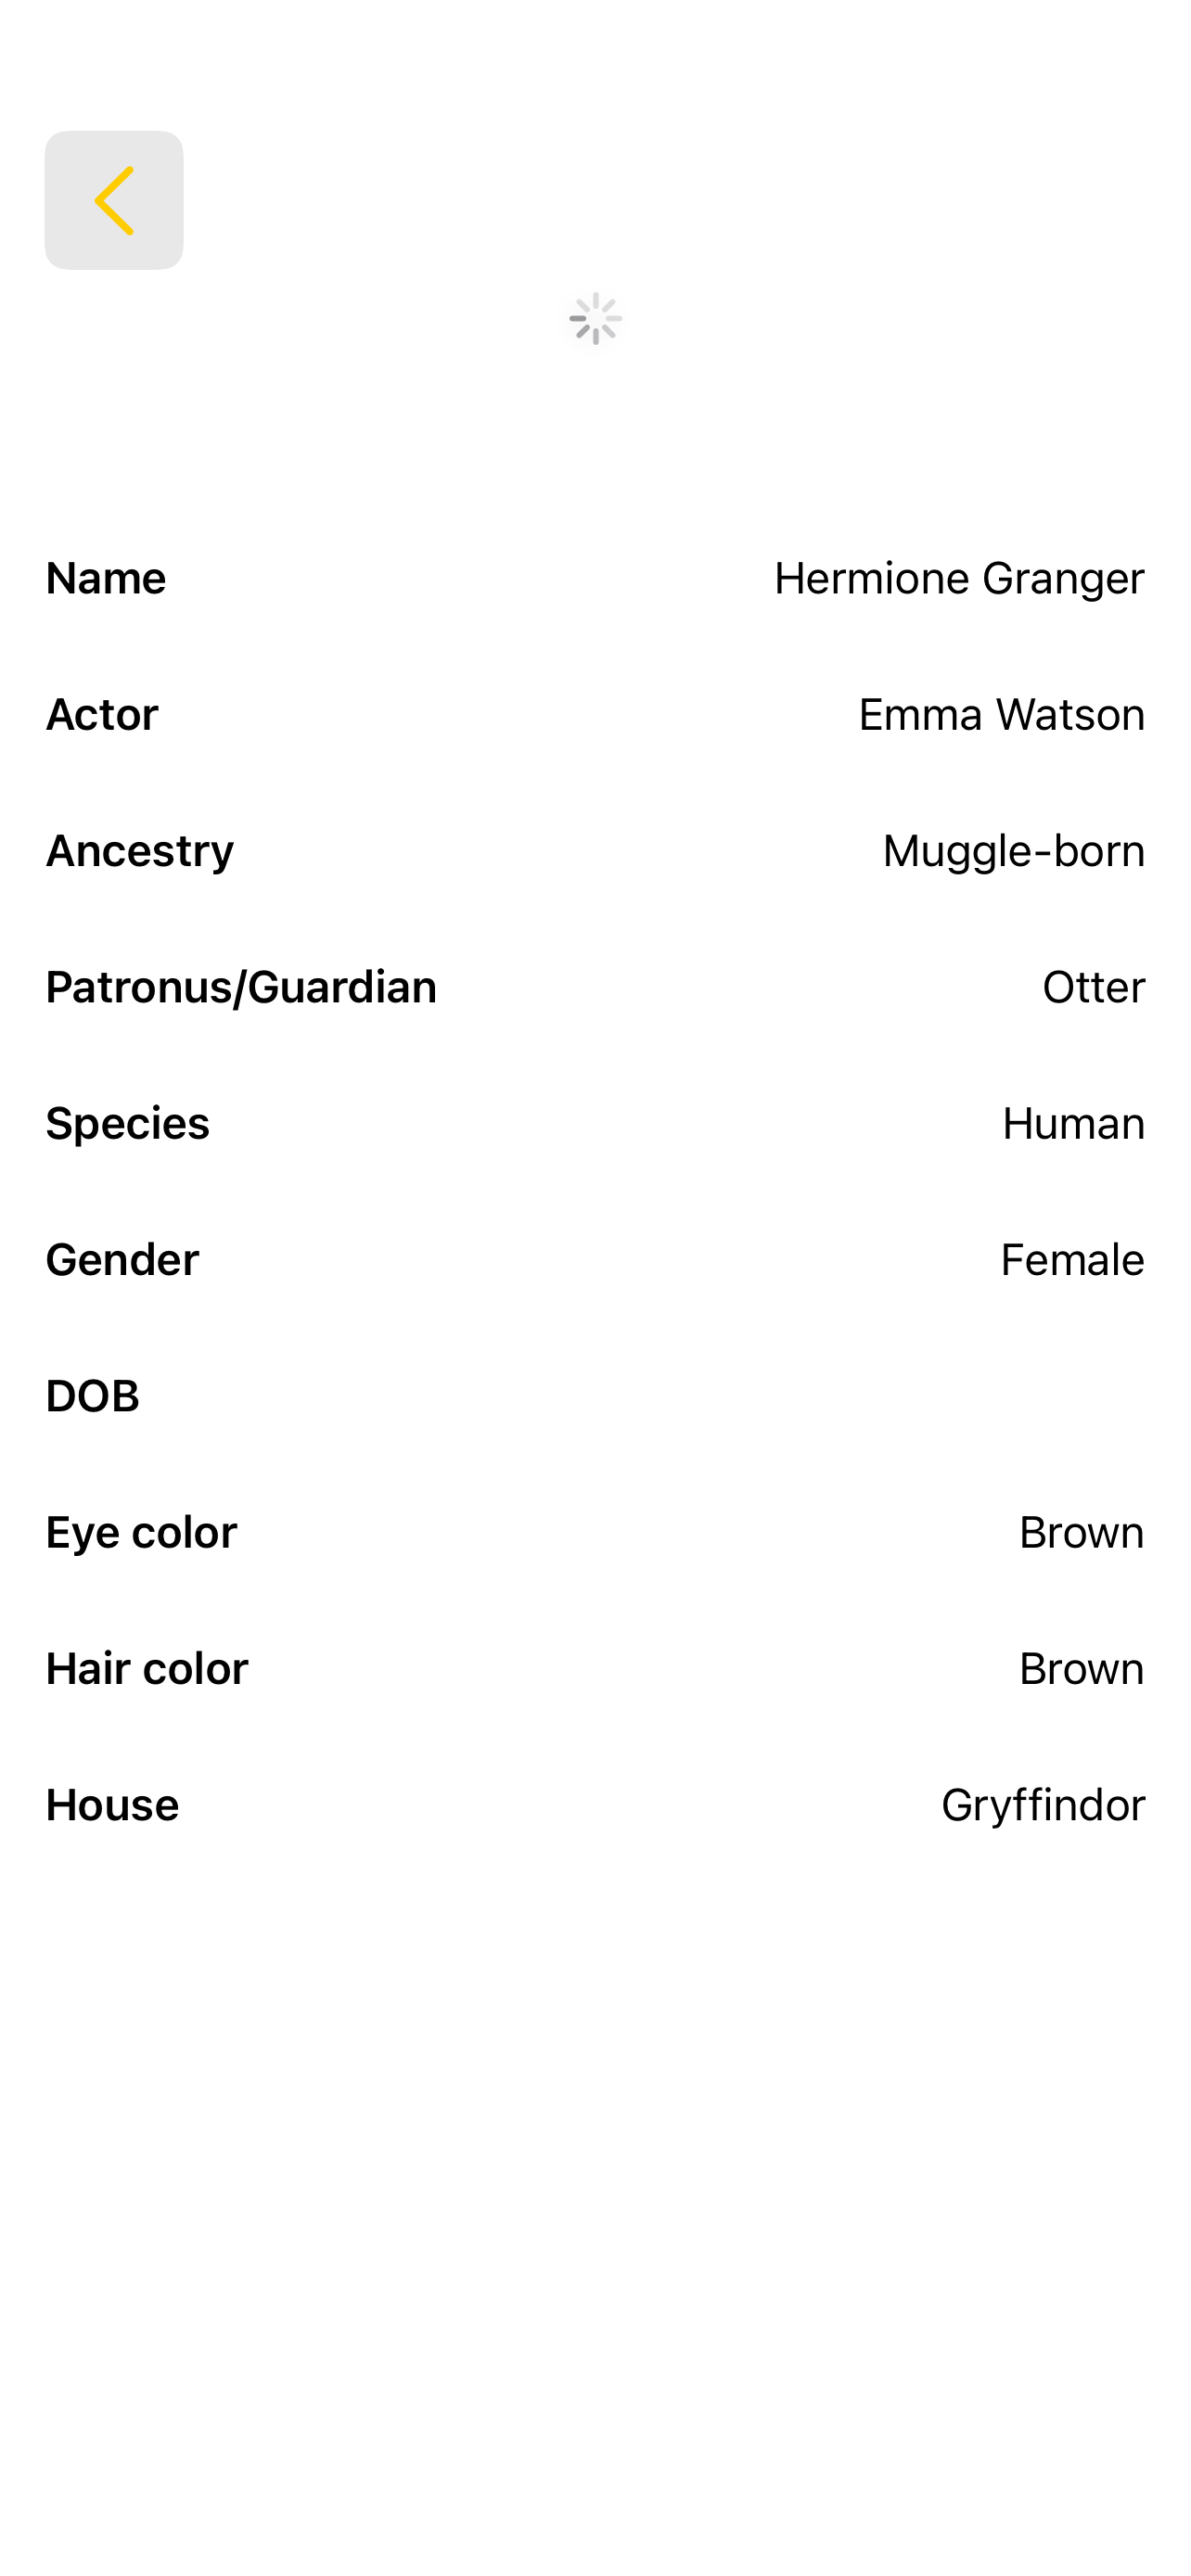 Name Hermione Granger
Actor Emma Watson
Ancestry Muggle-born
Patronus/Guardian Otter
Species Human
Gender Female
DOB
Eye color Brown
Hair color Brown
House Gryffindor